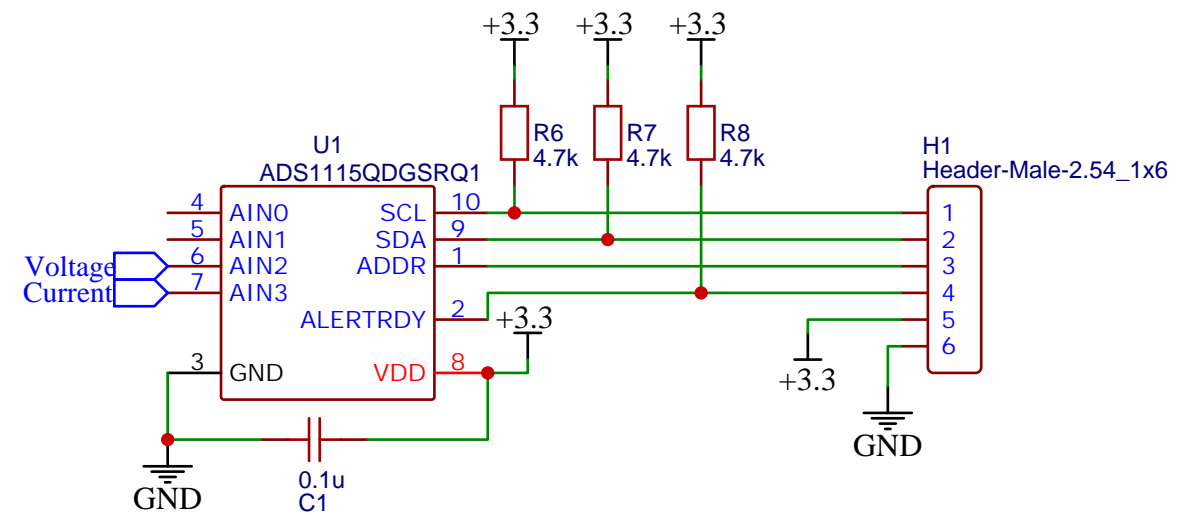 +3.3 +3.3 +3.3
R6 R7 R8
4.7k 4.7k 4.7k
U1
ADS1115QDGSRQ1
H1
Header-Male-2.54_1x6
4 AIN0 SCL 10 1
5 AIN1 SDA 9 2
Voltage 6 AIN2 ADDR 1 3
Current 7 AIN3 4
ALERTRDY 2 +3.3 5
6
3 GND VDD 8
+3.3
GND
GND
0.1u
C1